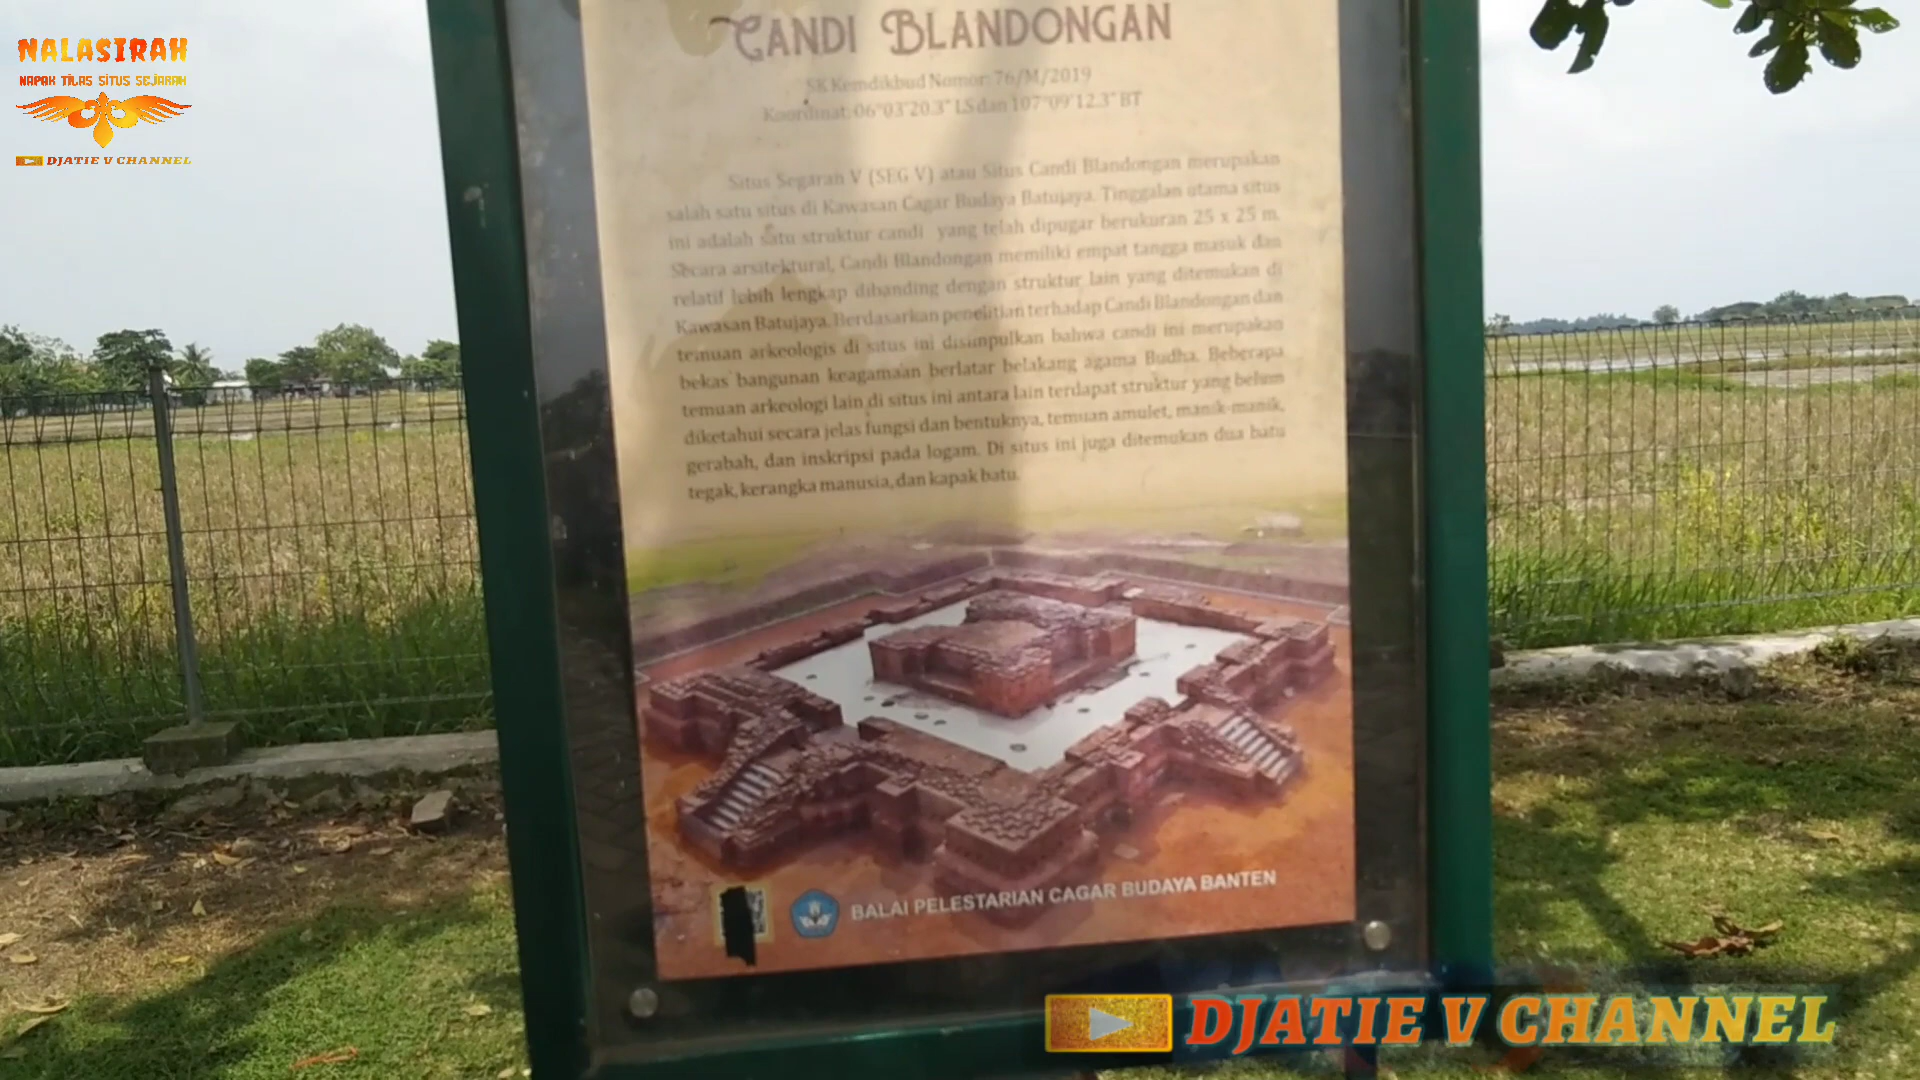 NALASIRAH
NAPAK TILAS SITUS SEJARAH
DJATIE V CHANNEL
CANDI BLANDONGAN
SK Kemdikbud Nomor: 76/M/2019
Koordinat: 06°03'20.3" LS dan 107°09'12.3" BT
Situs Segaran V (SEG V) atau Situs Candi Blandongan merupakan
salah satu situs di Kawasan Cagar Budaya Batujaya. Tinggalan utama situs
ini adalah satu struktur candi yang telah dipugar berukuran 25 x 25 m.
Secara arsitektural, Candi Blandongan memiliki empat tangga masuk dan
relatif lebih lengkap dibanding dengan struktur lain yang ditemukan di
Kawasan Batujaya. Berdasarkan penelitian terhadap Candi Blandongan dan
temuan arkeologis di situs ini disimpulkan bahwa candi ini merupakan
bekas bangunan keagamaan berlatar belakang agama Budha. Beberapa
temuan arkeologi lain di situs ini antara lain terdapat struktur yang belum
diketahui secara jelas fungsi dan bentuknya, temuan amulet, manik-manik,
gerabah, dan inskripsi pada logam. Di situs ini juga ditemukan dua batu
tegak, kerangka manusia, dan kapak batu.
BALAI PELESTARIAN CAGAR BUDAYA BANTEN
DJATIE V CHANNEL